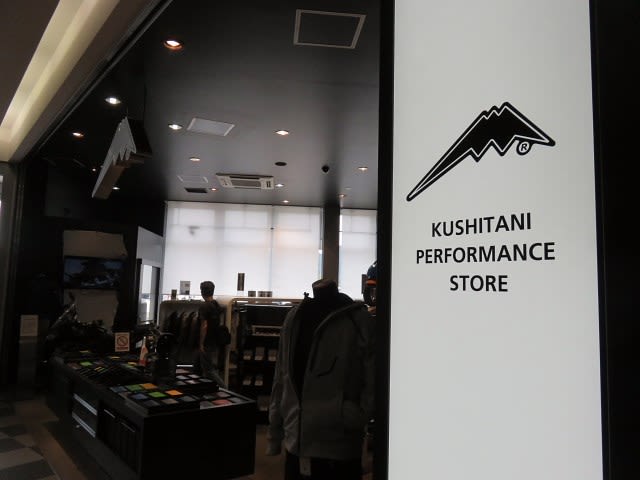 ®
KUSHITANI
PERFORMANCE
STORE